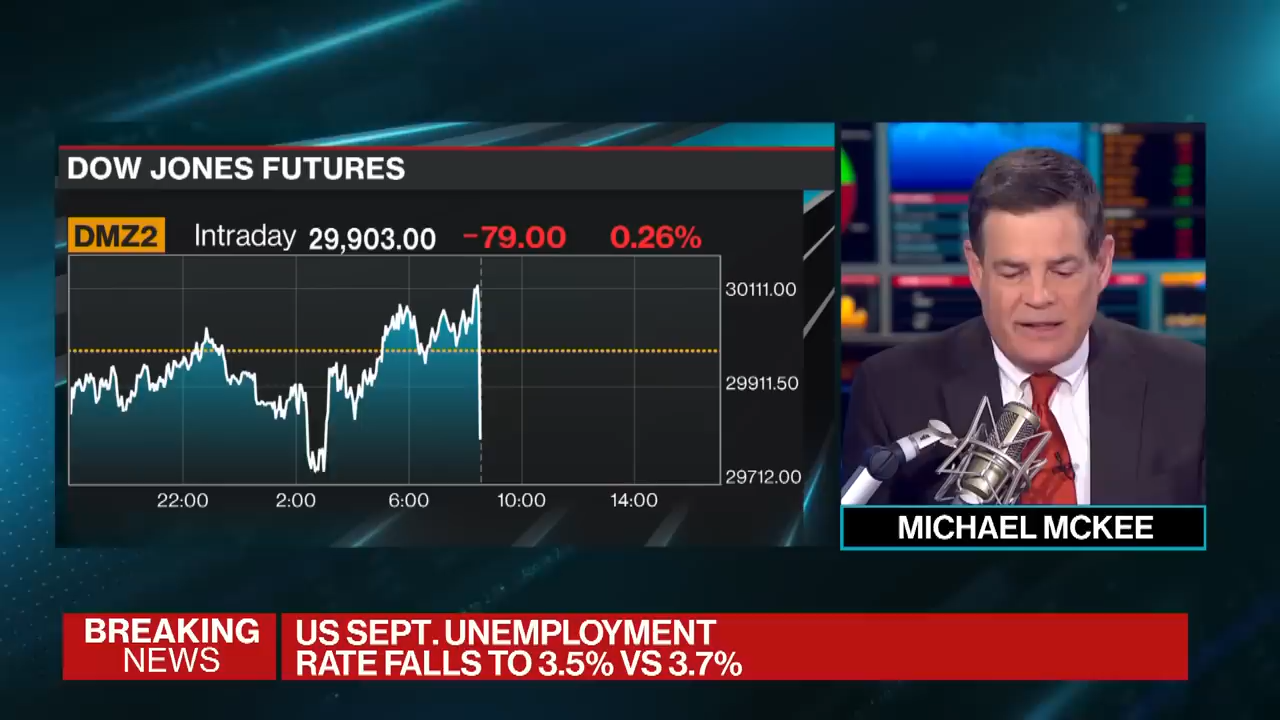 DOW JONES FUTURES
DMZ2 Intraday 29,903.00 -79.00 0.26%
30111.00
29911.50
29712.00
22:00 2:00 6:00 10:00 14:00
MICHAEL MCKEE
BREAKING NEWS
US SEPT. UNEMPLOYMENT
RATE FALLS TO 3.5% VS 3.7%